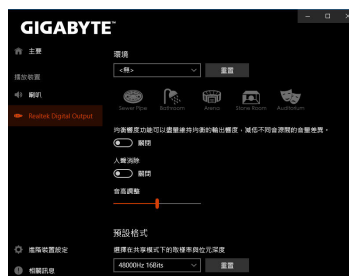 GIGABYTE™
主要
環境
<無>
重置
播放裝置
喇叭
Sewer Pipe
Bathroom
Arena
Stone Room
Auditorium
Realtek Digital Output
均衡響度功能可以盡量維持均衡的輸出響度，減低不同音源間的音量差異。
關閉
人聲消除
關閉
音高調整
預設格式
進階裝置設定
選擇在共享模式下的取樣率與位元深度
48000Hz 16Bits
重置
相關訊息